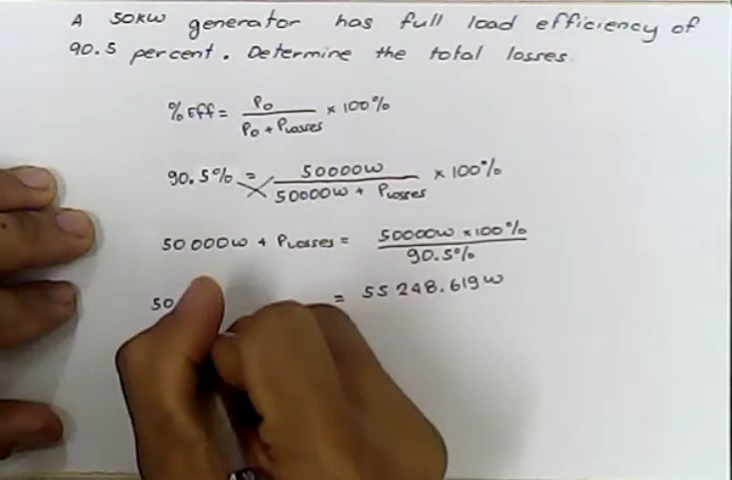 A 50KW generator has full load efficiency of
90.5 percent. Determine the total losses.
% Eff = Po / Po + Plosses × 100%
90.5% = 50000W / 50000W + Plosses × 100%
50 000W + Plosses = 50000W × 100% / 90.5%
50 = 55 248.619W